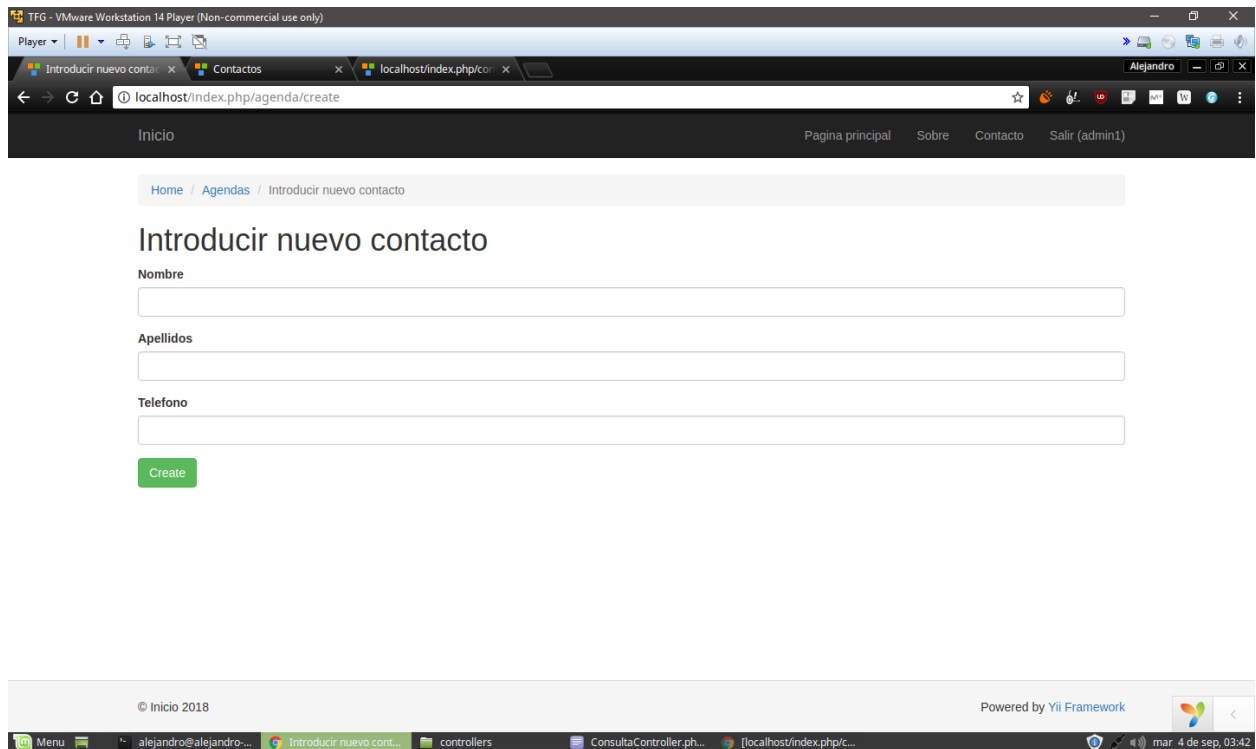 TFG - VMware Workstation 14 Player (Non-commercial use only)
Player
Introducir nuevo contac
Contactos
localhost/index.php/con
Alejandro
localhost/index.php/agenda/create
Inicio
Pagina principal Sobre Contacto Salir (admin1)
Home / Agendas / Introducir nuevo contacto
Introducir nuevo contacto
Nombre
Apellidos
Telefono
Create
© Inicio 2018
Powered by Yii Framework
Menu
alejandro@alejandro-...
Introducir nuevo cont...
controllers
ConsultaController.ph...
[localhost/index.php/c...
mar 4 de sep, 03:42